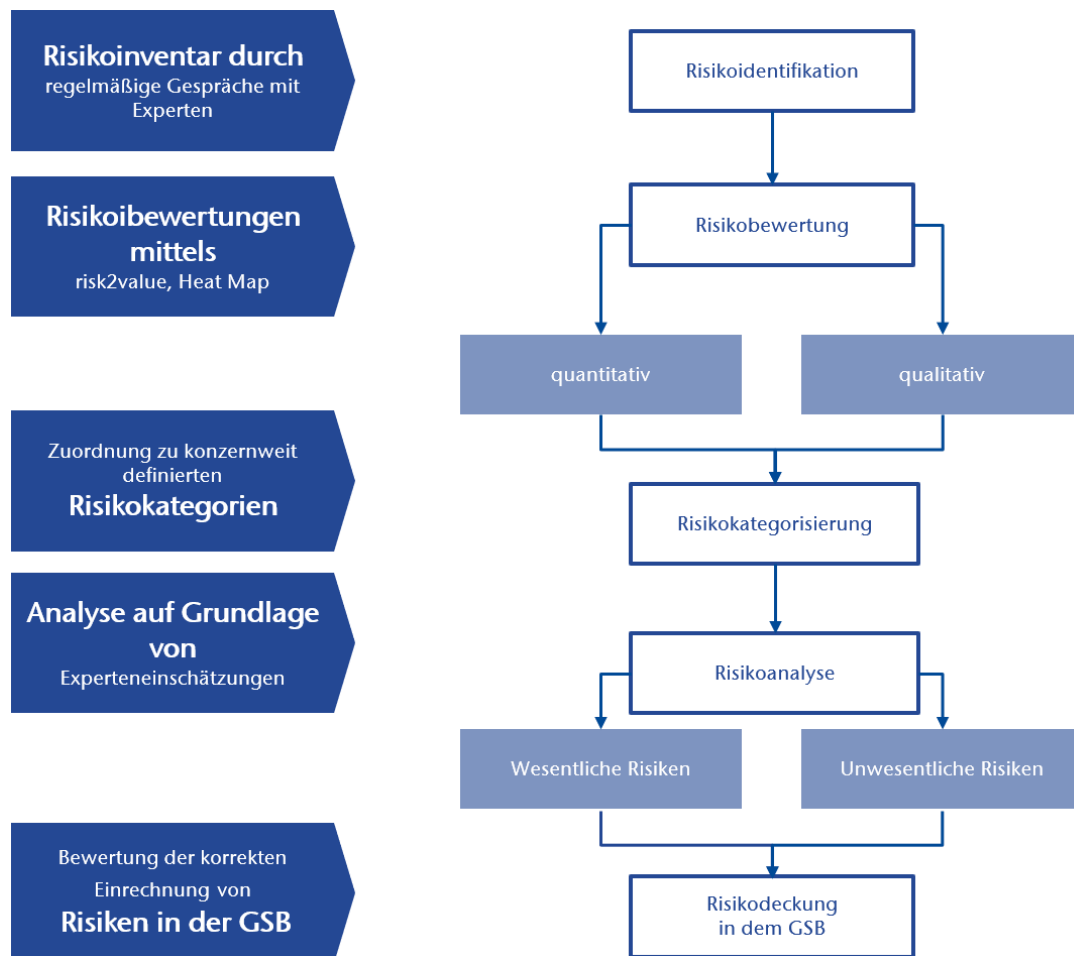 Risikoinventar durch
regelmäßige Gespräche mit
Experten
Risikoidentifikation
Risikoibewertungen
mittels
risk2value, Heat Map
Risikobewertung
quantitativ
qualitativ
Zuordnung zu konzernweit
definierten
Risikokategorien
Risikokategorisierung
Analyse auf Grundlage
von
Experteneinschätzungen
Risikoanalyse
Wesentliche Risiken
Unwesentliche Risiken
Bewertung der korrekten
Einrechnung von
Risiken in der GSB
Risikodeckung
in dem GSB